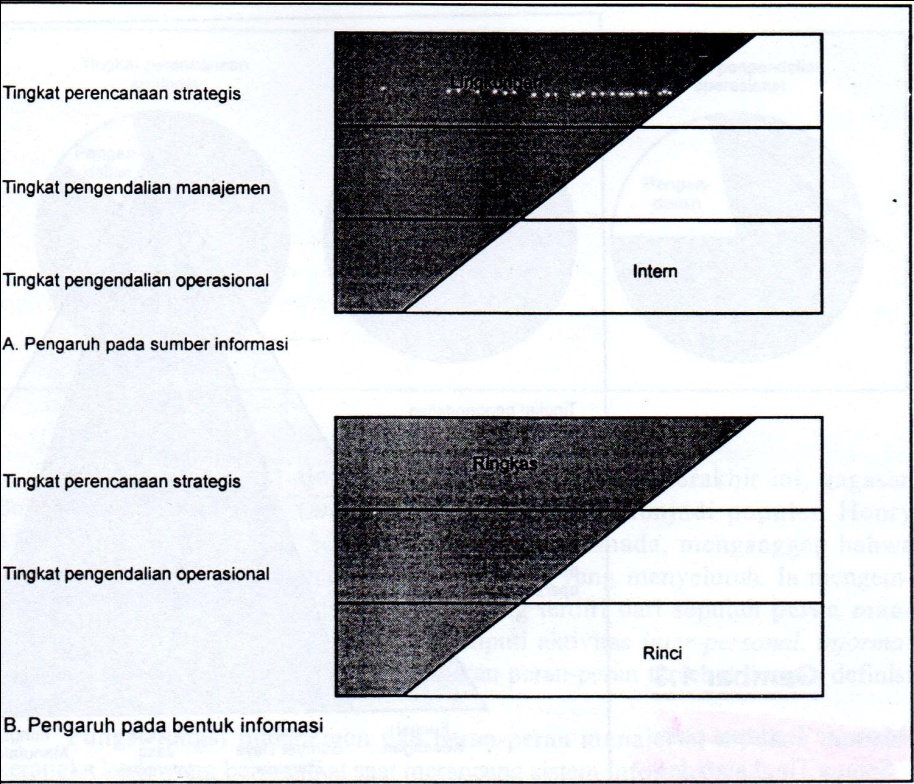 Lingkungan
Tingkat perencanaan strategis
Tingkat pengendalian manajemen
Tingkat pengendalian operasional
Intern
A. Pengaruh pada sumber informasi
Ringkas
Tingkat perencanaan strategis
Tingkat pengendalian operasional
Rinci
B. Pengaruh pada bentuk informasi